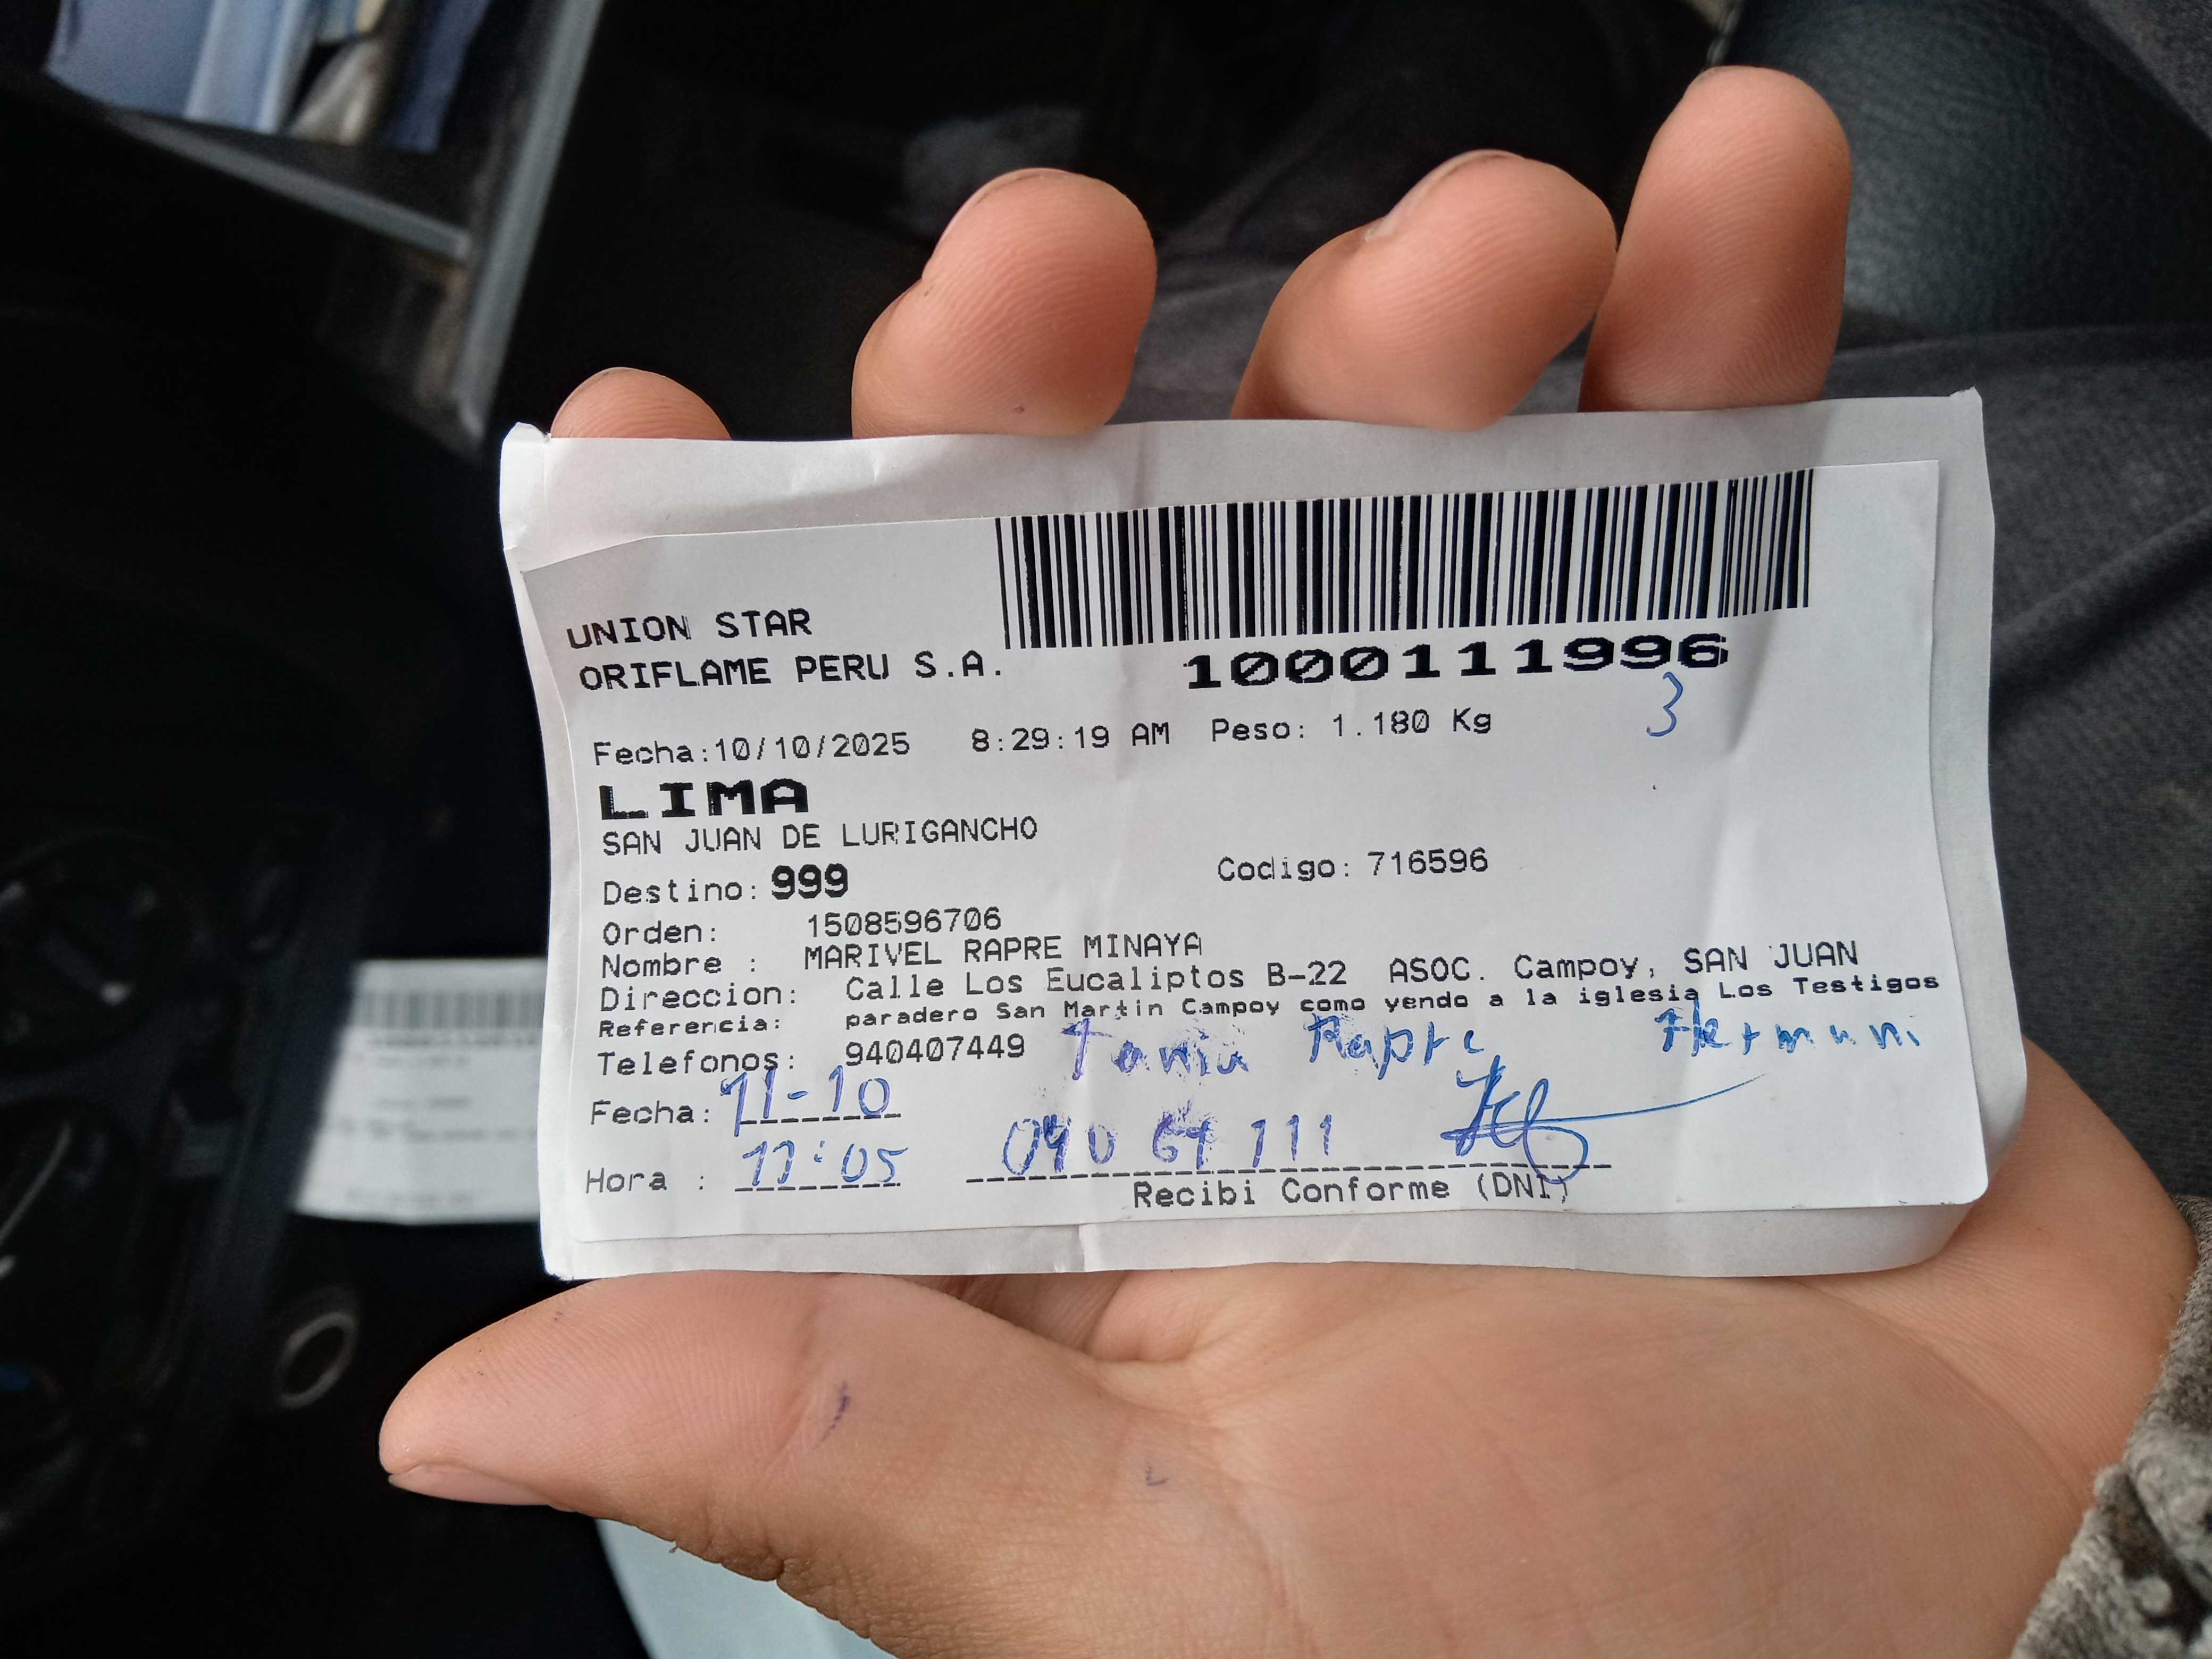 UNION STAR
ORIFLAME PERU S.A.
1000111996
3
Fecha:10/10/2025 8:29:19 AM Peso: 1.180 Kg
LIMA
SAN JUAN DE LURIGANCHO
Destino: 999 Codigo: 716596
Orden: 1508596706
Nombre : MARIVEL RAPRE MINAYA
Direccion: Calle Los Eucaliptos B-22 ASOC. Campoy, SAN JUAN
Referencia: paradero San Martin Campoy como yendo a la iglesia Los Testigos
Telefonos: 940407449 Tania Rapre
Fecha: 11-10
Hora : 11:05
Recibi Conforme (DNI)